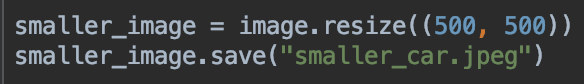 smaller_image = image.resize((500, 500))
smaller_image.save("smaller_car.jpeg")